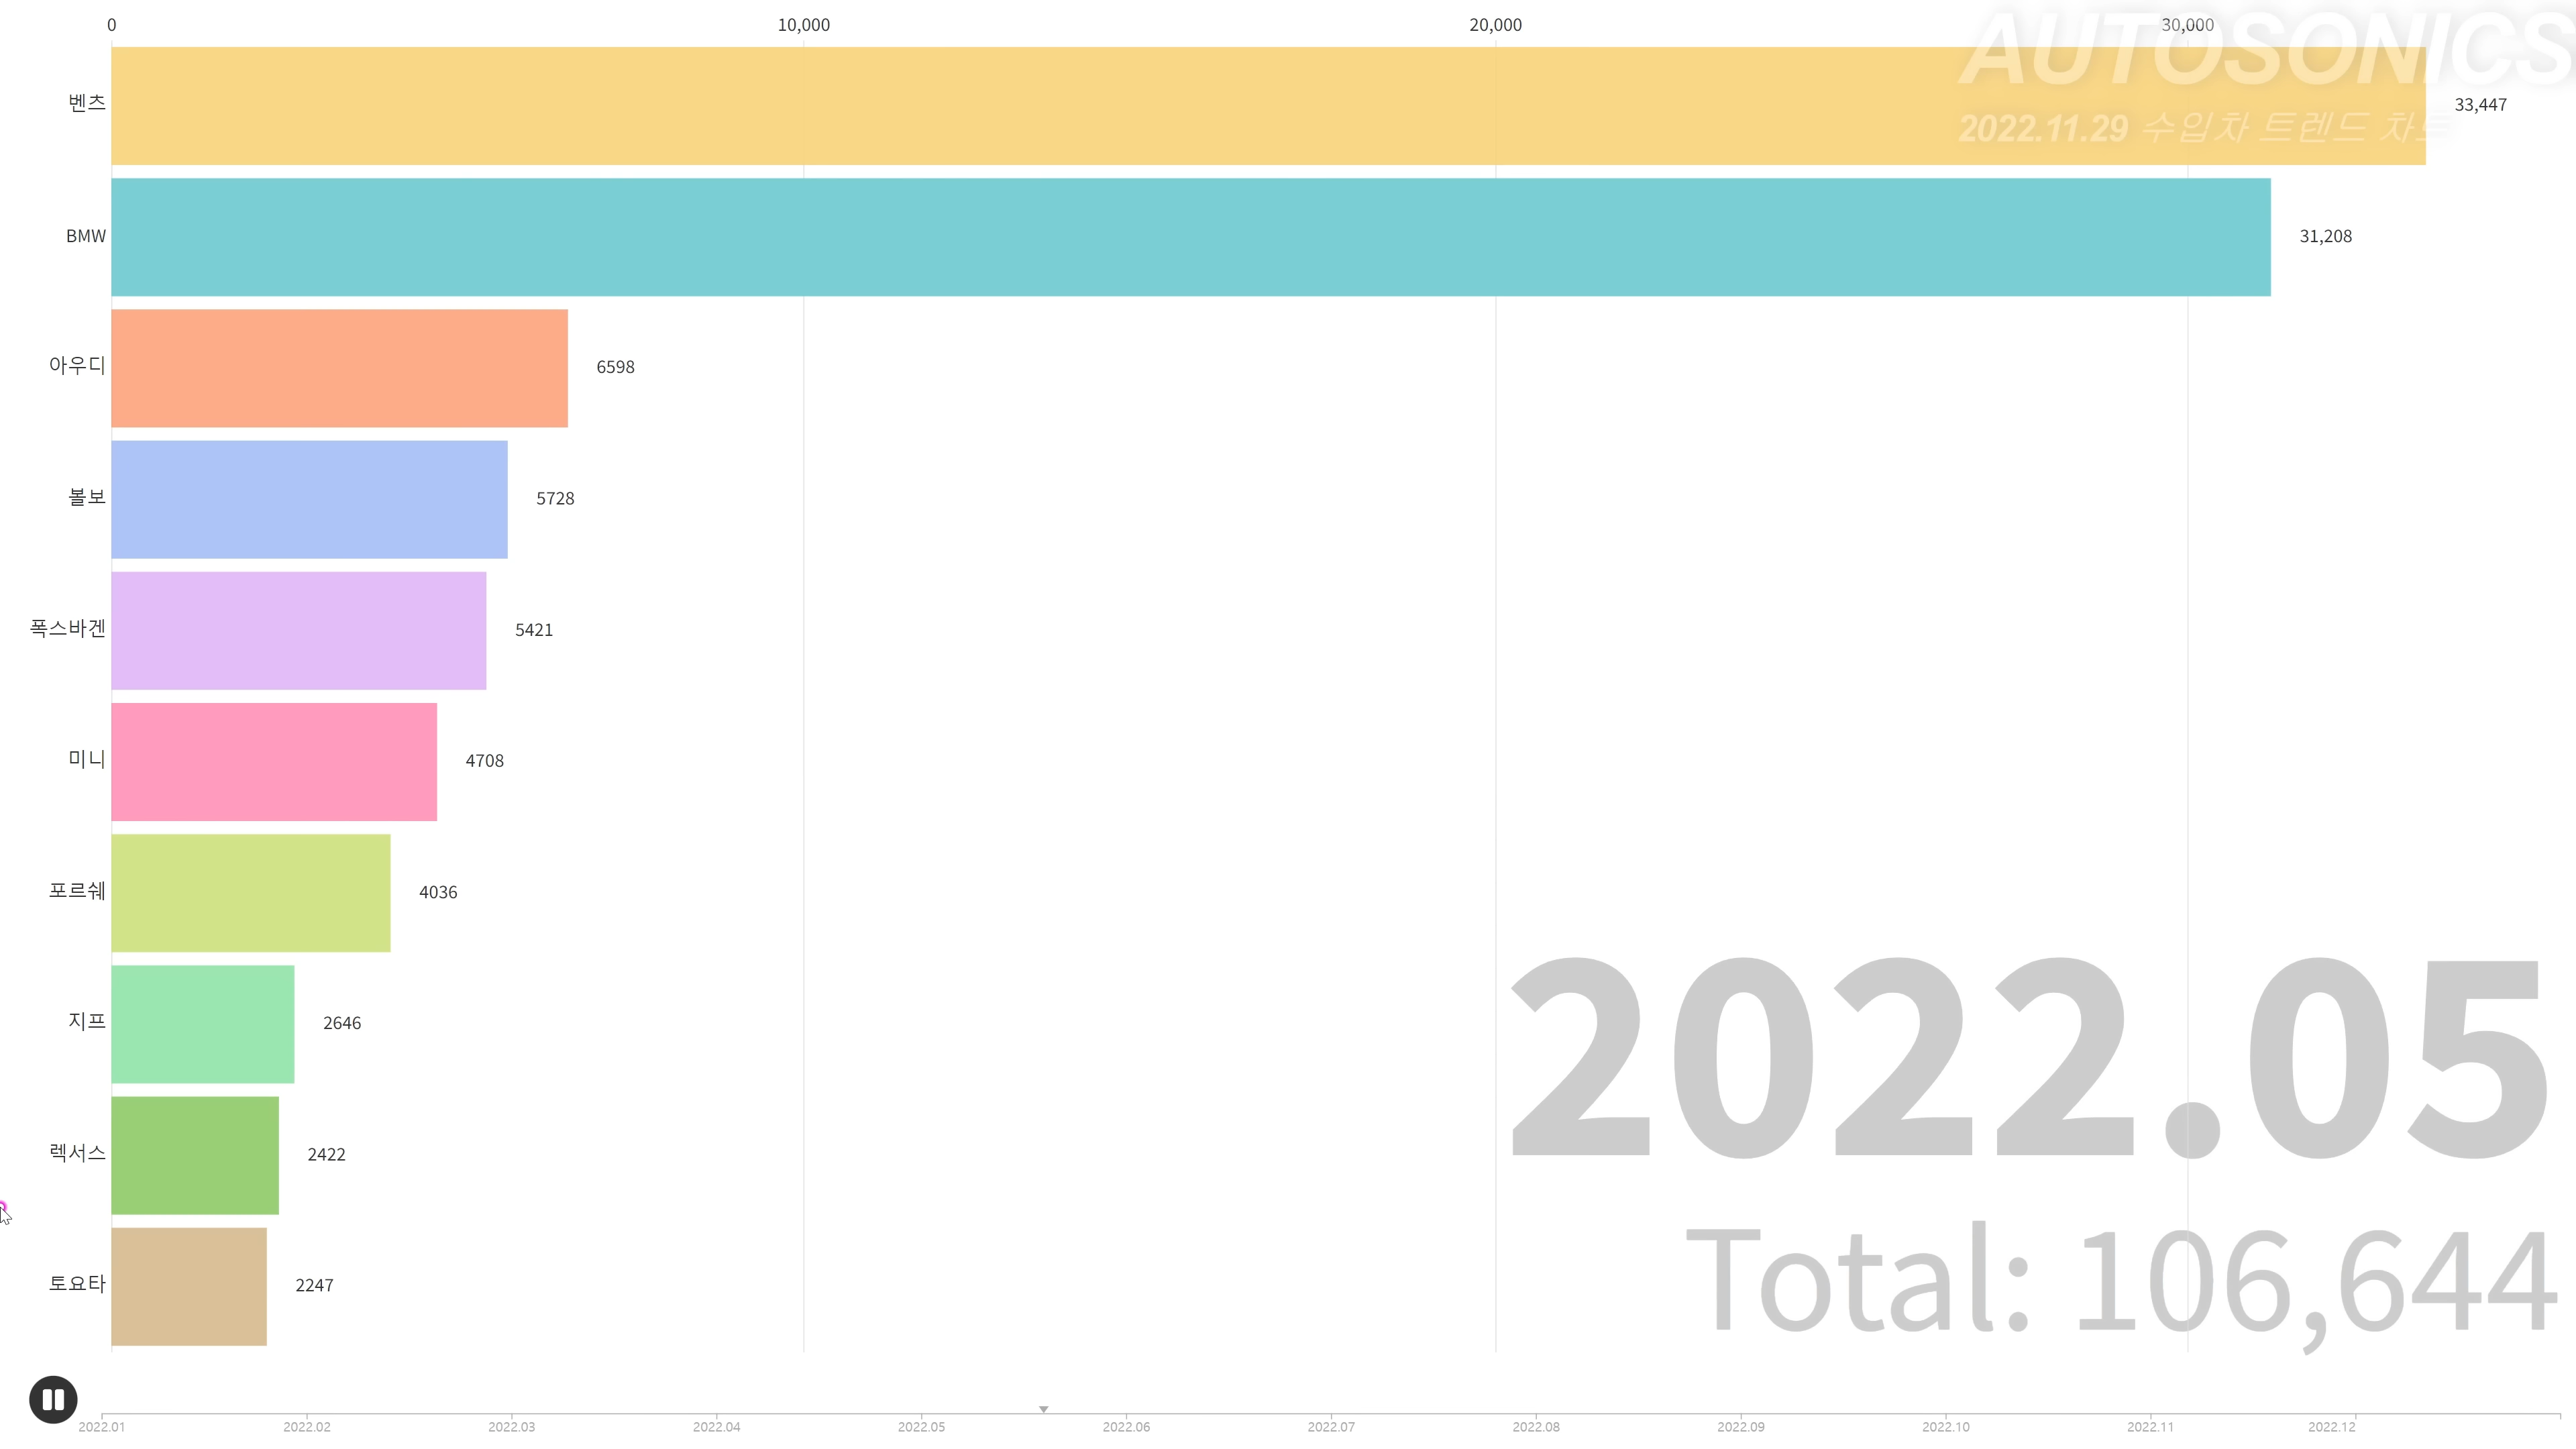 0 10,000 20,000 30,000
AUTOSONICS
2022.11.29 수입차 트렌드 차트
벤츠 33,447
BMW 31,208
아우디 6598
볼보 5728
폭스바겐 5421
미니 4708
포르쉐 4036
지프 2646
렉서스 2422
토요타 2247
2022.05
Total: 106,644
2022.01 2022.02 2022.03 2022.04 2022.05 2022.06 2022.07 2022.08 2022.09 2022.10 2022.11 2022.12